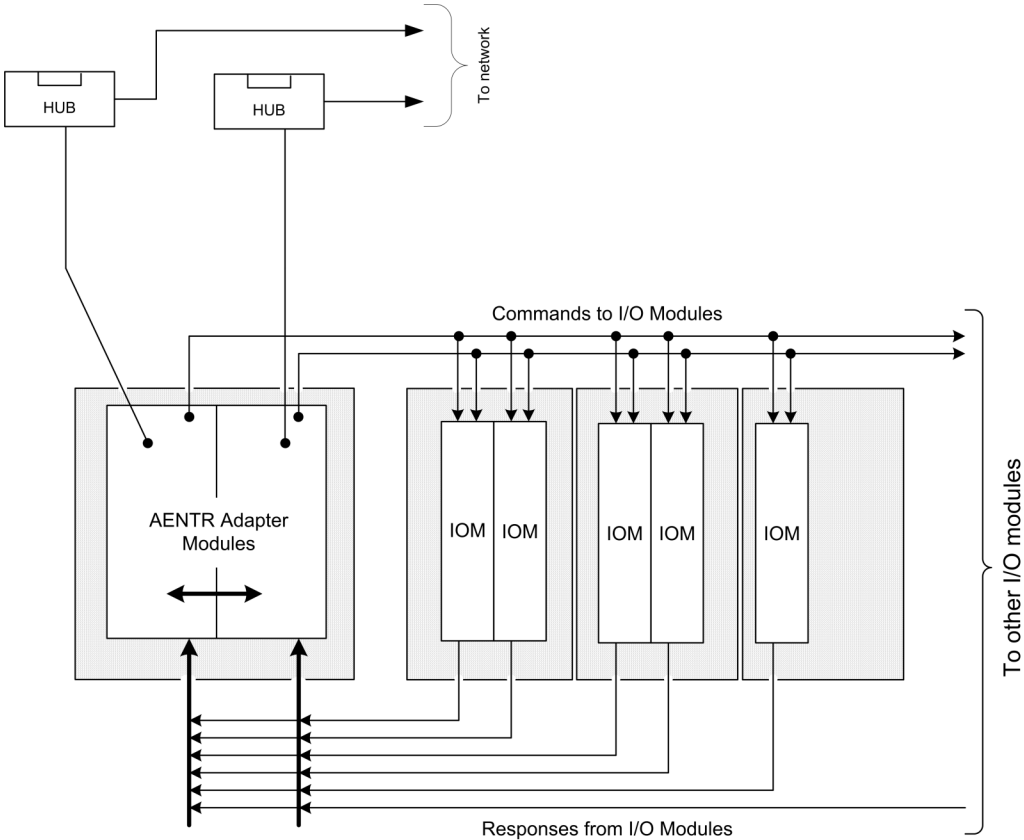 To network
HUB
HUB
Commands to I/O Modules
AENTR Adapter
Modules
IOM
IOM
IOM
IOM
IOM
To other I/O modules
Responses from I/O Modules